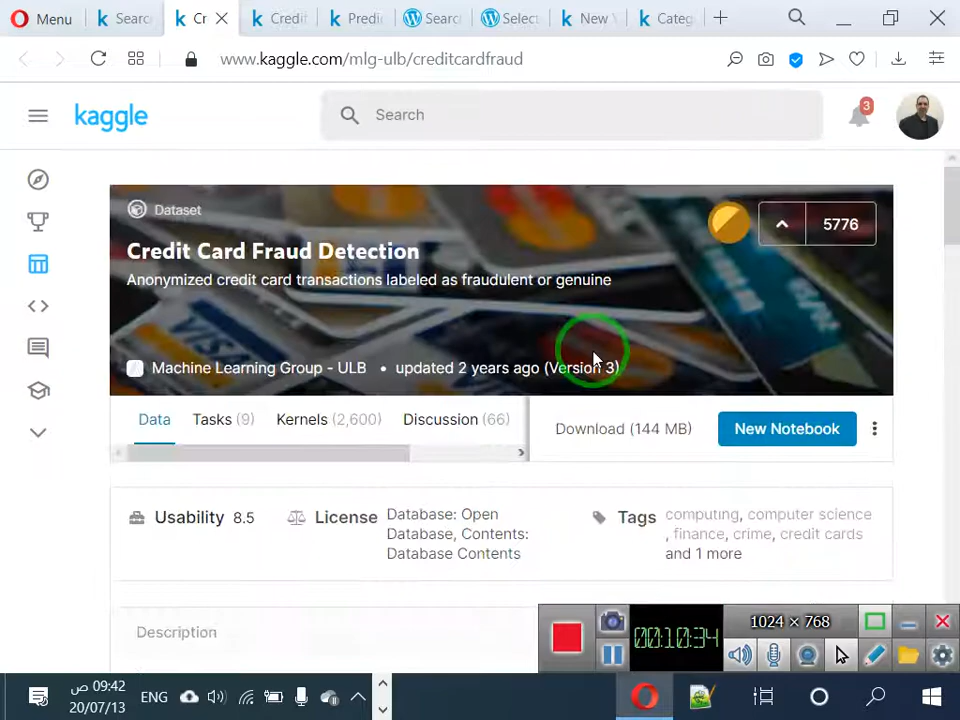 Menu
Searc
Cr
Credit
Predic
Searc
Select
New V
Categ
www.kaggle.com/mlg-ulb/creditcardfraud
kaggle
Search
3
Dataset
5776
Credit Card Fraud Detection
Anonymized credit card transactions labeled as fraudulent or genuine
Machine Learning Group - ULB • updated 2 years ago (Version 3)
Data
Tasks (9)
Kernels (2,600)
Discussion (66)
Download (144 MB)
New Notebook
Usability 8.5
License
Database: Open
Database, Contents:
Database Contents
Tags
computing, computer science
, finance, crime, credit cards
and 1 more
Description
1024 × 768
00:10:34
09:42 ص
20/07/13
ENG